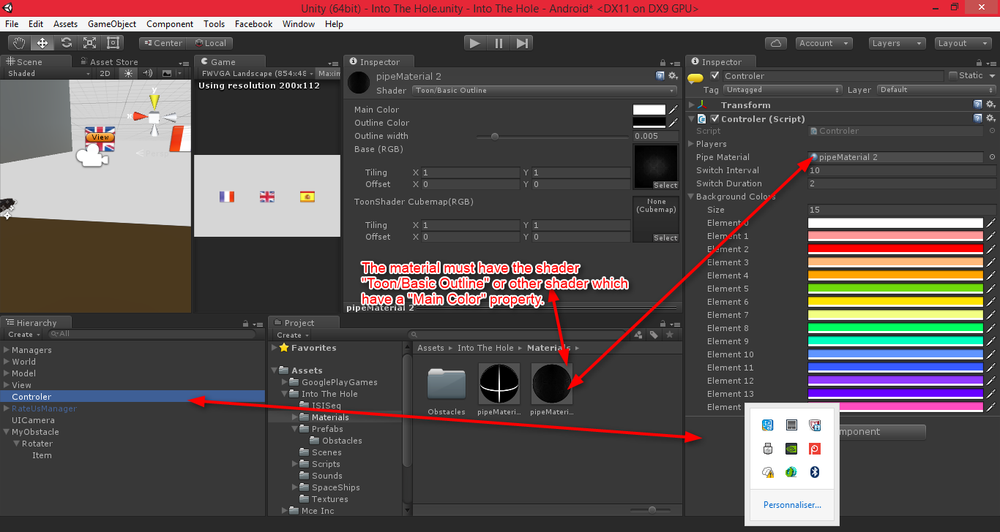 Unity (64bit) - Into The Hole.unity - Into The Hole - Android* <DX11 on DX9 GPU>
File Edit Assets GameObject Component Tools Facebook Window Help
Center Local
Account Layers Layout
Scene Asset Store
Shaded 2D
y
x
View
Persp
Game
FWVGA Landscape (854x48 Maxim
Using resolution 200x112
Inspector
pipeMaterial 2
Shader Toon/Basic Outline
Main Color
Outline Color
Outline width 0.005
Base (RGB)
Tiling X 1 Y 1
Offset X 0 Y 0
Select
ToonShader Cubemap(RGB)
None
(Cubemap)
Tiling X 1 Y 1
Offset X 0 Y 0
Select
The material must have the shader
"Toon/Basic Outline" or other shader which
have a "Main Color" property.
pipeMaterial 2
Inspector
Controler Static
Tag Untagged Layer Default
Transform
Controler (Script)
Script Controler
Players
Pipe Material pipeMaterial 2
Switch Interval 10
Switch Duration 2
Background Colors
Size 15
Element 0
Element 1
Element 2
Element 3
Element 4
Element 5
Element 6
Element 7
Element 8
Element 9
Element 10
Element 11
Element 12
Element 13
Element
mponent
Personnaliser...
Hierarchy
Create All
Managers
World
Model
View
Controler
RateUsManager
UICamera
MyObstacle
Rotater
Item
Project
Create
Favorites
Assets
GooglePlayGames
Into The Hole
ISISeq
Materials
Prefabs
Obstacles
Scenes
Scripts
Sounds
SpaceShips
Textures
Mce Inc
Assets Into The Hole Materials
Obstacles pipeMateri... pipeMateri...